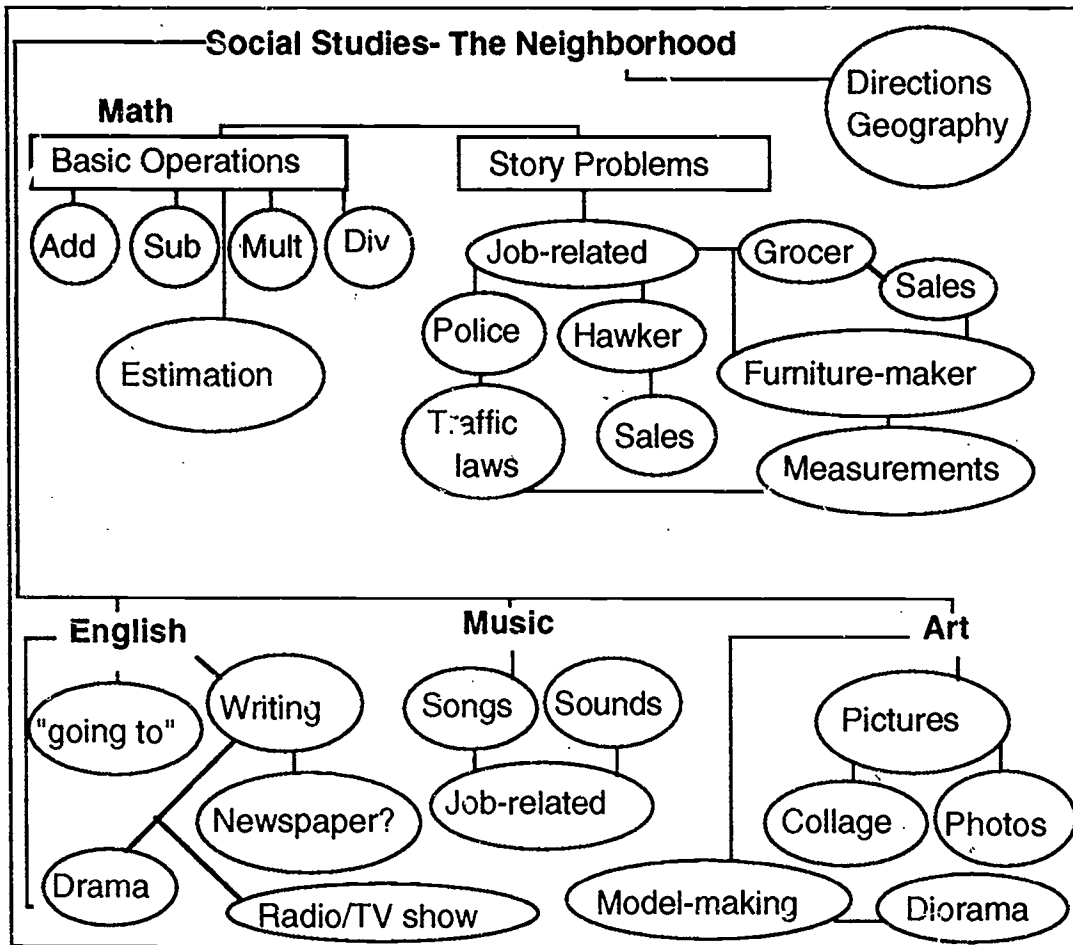 Social Studies- The Neighborhood
Directions
Geography
Math
Basic Operations
Story Problems
Add
Sub
Mult
Div
Job-related
Grocer
Sales
Police
Hawker
Estimation
Furniture-maker
Traffic
laws
Sales
Measurements
English
Music
Art
"going to"
Writing
Songs
Sounds
Pictures
Newspaper?
Job-related
Collage
Photos
Drama
Radio/TV show
Model-making
Diorama